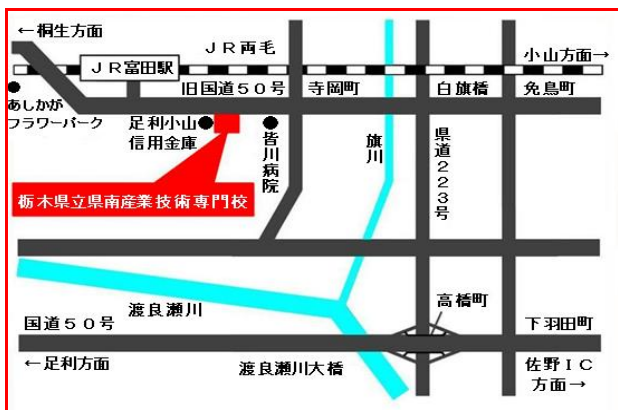 ←桐生方面
JR両毛
小山方面→
JR富田駅
旧国道50号
寺岡町
白旗橋
免鳥町
あしかが
フラワーパーク
足利小山
信用金庫
皆川病院
旗川
県道223号
栃木県立県南産業技術専門校
渡良瀬川
高橋町
国道50号
下羽田町
←足利方面
渡良瀬川大橋
佐野IC
方面→